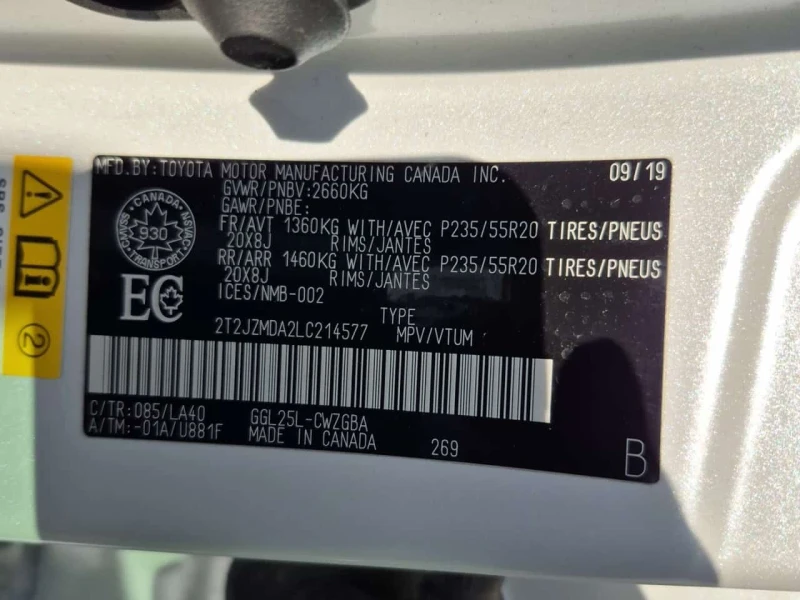 MFD.BY:TOYOTA MOTOR MANUFACTURING CANADA INC. 09/19
GVWR/PNBV:2660KG
GAWR/PNBE:
FR/AVT 1360KG WITH/AVEC P235/55R20 TIRES/PNEUS
20X8J RIMS/JANTES
RR/ARR 1460KG WITH/AVEC P235/55R20 TIRES/PNEUS
20X8J RIMS/JANTES
ICES/NMB-002
CANADA
930
TRANSPORT
EC
TYPE
2T2JZMDA2LC214577 MPV/VTUM
C/TR:085/LA40 GGL25L-CWZGBA
A/TM:-01A/U881F MADE IN CANADA 269
B
2